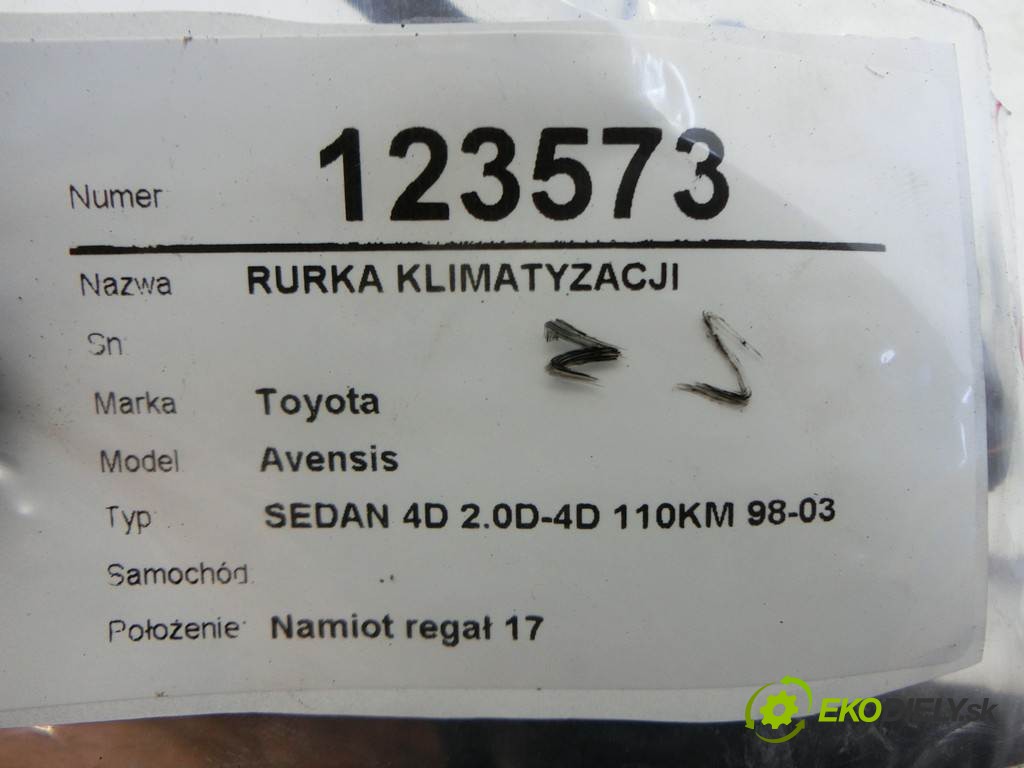 Numer 123573
Nazwa RURKA KLIMATYZACJI
Sn
Marka Toyota
Model Avensis
Typ SEDAN 4D 2.0D-4D 110KM 98-03
Samochód
Położenie Namiot regał 17
EKODIELY.sk